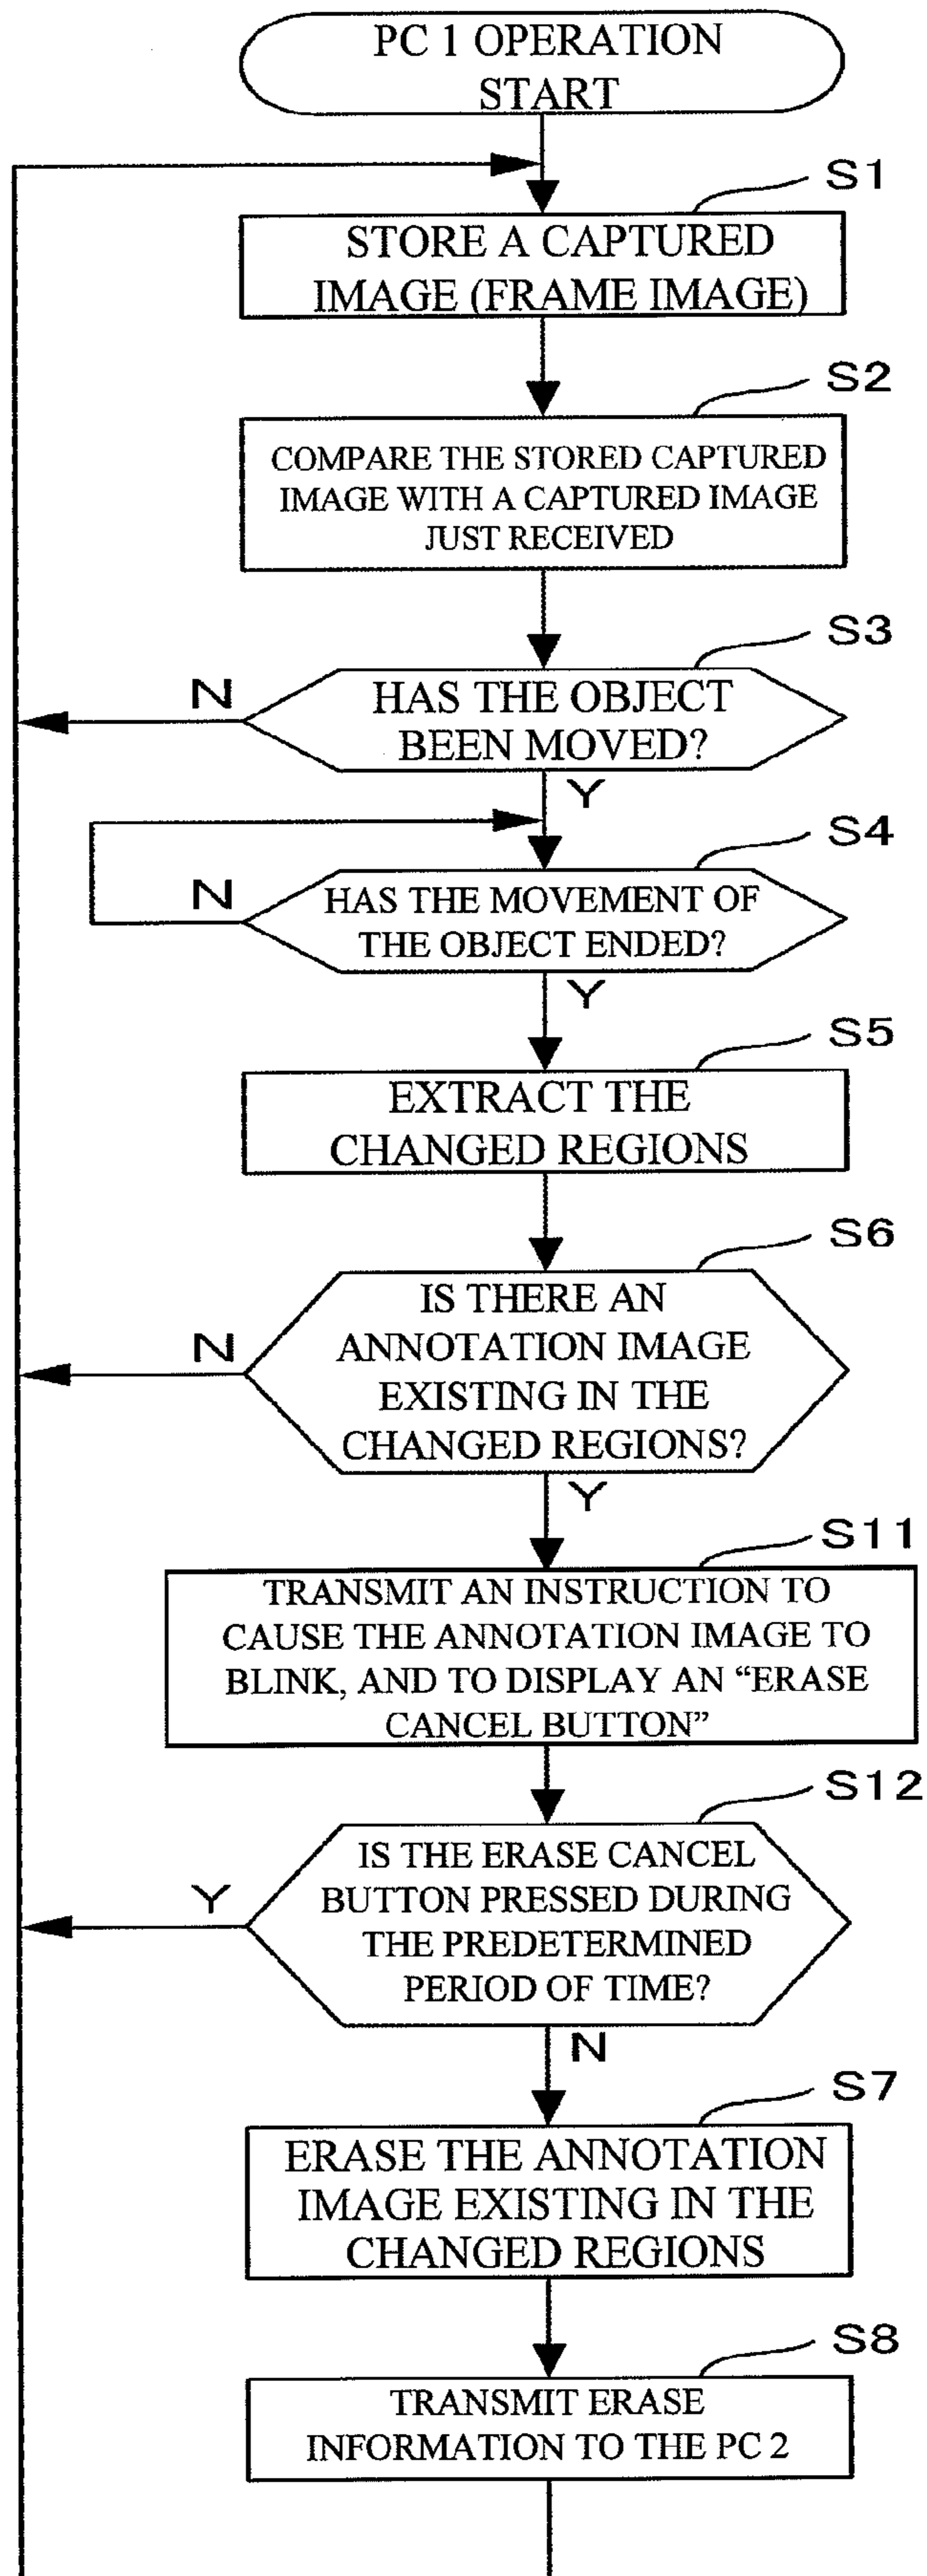 PC 1 OPERATION
START
S1
STORE A CAPTURED
IMAGE (FRAME IMAGE)
S2
COMPARE THE STORED CAPTURED
IMAGE WITH A CAPTURED IMAGE
JUST RECEIVED
S3
N
HAS THE OBJECT
BEEN MOVED?
Y
S4
N
HAS THE MOVEMENT OF
THE OBJECT ENDED?
Y
S5
EXTRACT THE
CHANGED REGIONS
S6
IS THERE AN
N
ANNOTATION IMAGE
EXISTING IN THE
CHANGED REGIONS?
Y
S11
TRANSMIT AN INSTRUCTION TO
CAUSE THE ANNOTATION IMAGE TO
BLINK, AND TO DISPLAY AN “ERASE
CANCEL BUTTON”
S12
IS THE ERASE CANCEL
Y
BUTTON PRESSED DURING
THE PREDETERMINED
PERIOD OF TIME?
N
S7
ERASE THE ANNOTATION
IMAGE EXISTING IN THE
CHANGED REGIONS
S8
TRANSMIT ERASE
INFORMATION TO THE PC 2